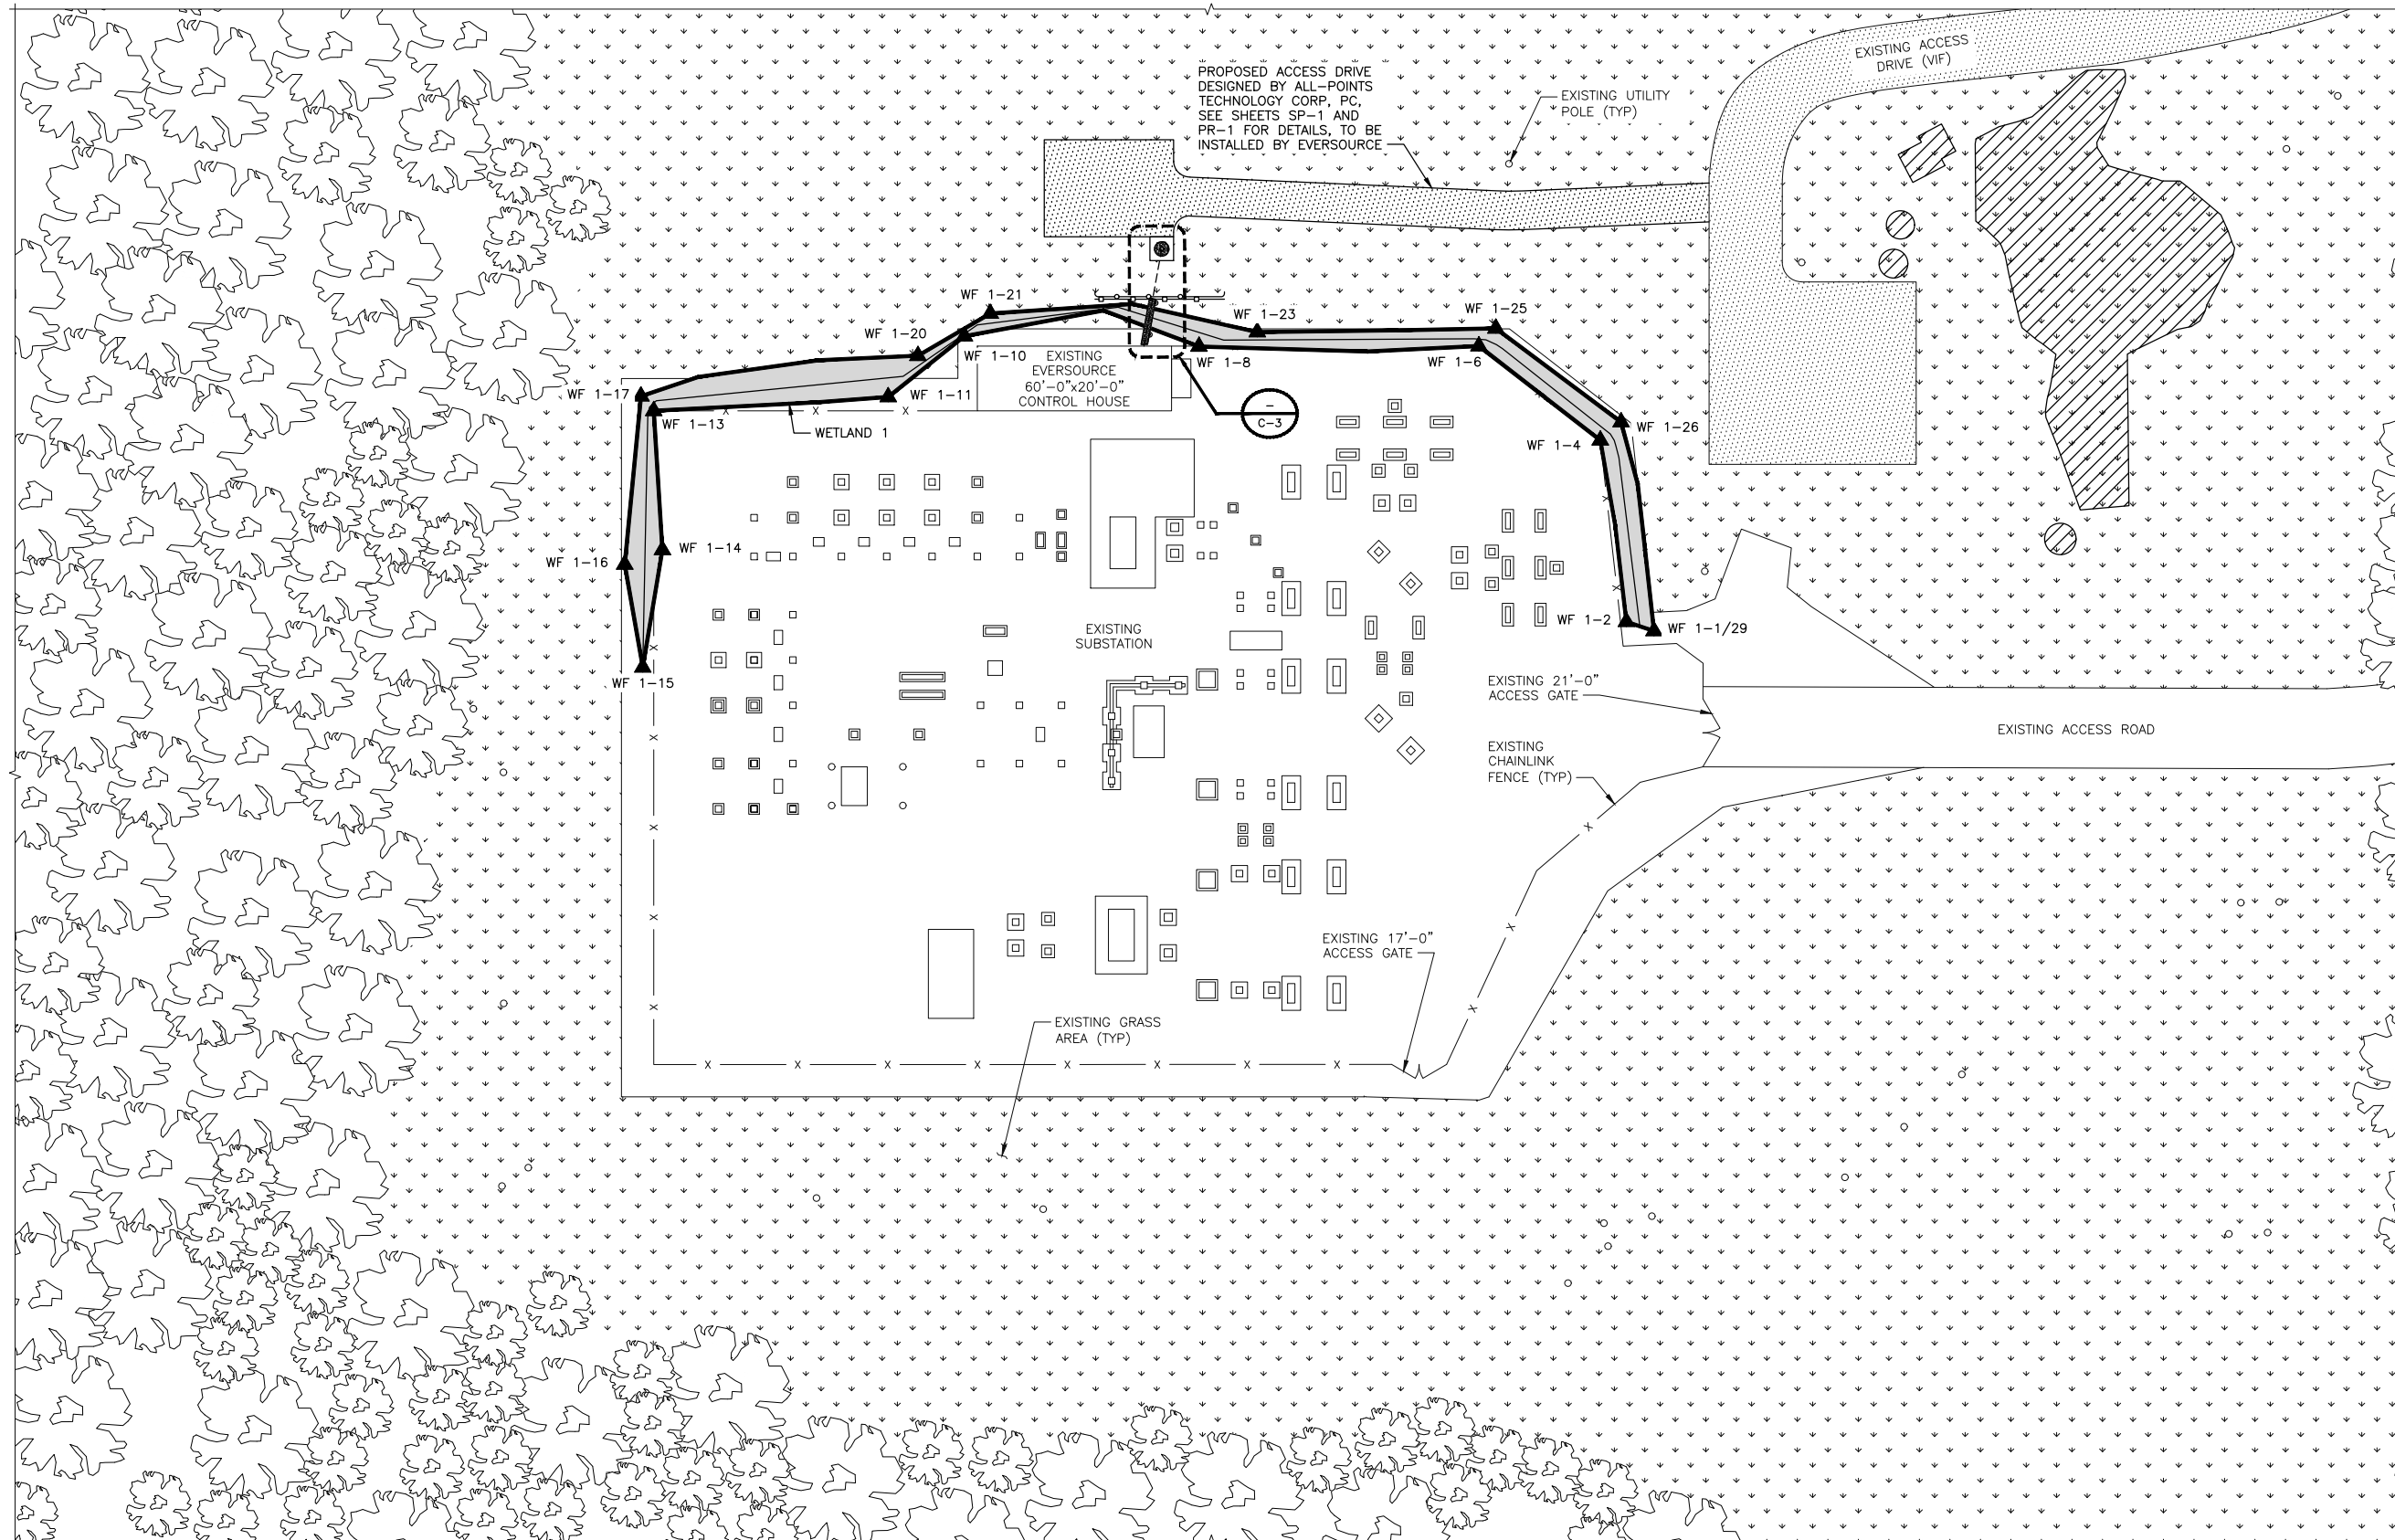 EXISTING ACCESS
DRIVE (VIF)
PROPOSED ACCESS DRIVE
DESIGNED BY ALL-POINTS
TECHNOLOGY CORP, PC,
SEE SHEETS SP-1 AND
PR-1 FOR DETAILS, TO BE
INSTALLED BY EVERSOURCE
EXISTING UTILITY
POLE (TYP)
WF 1-21
WF 1-25
WF 1-23
WF 1-20
WF 1-10
EXISTING
EVERSOURCE
60'-0"x20'-0"
CONTROL HOUSE
WF 1-8
WF 1-6
WF 1-17
WF 1-11
WF 1-13
WETLAND 1
-
C-3
WF 1-26
WF 1-4
WF 1-14
WF 1-16
WF 1-15
EXISTING
SUBSTATION
WF 1-2
WF 1-1/29
EXISTING 21'-0"
ACCESS GATE
EXISTING ACCESS ROAD
EXISTING
CHAINLINK
FENCE (TYP)
EXISTING 17'-0"
ACCESS GATE
EXISTING GRASS
AREA (TYP)